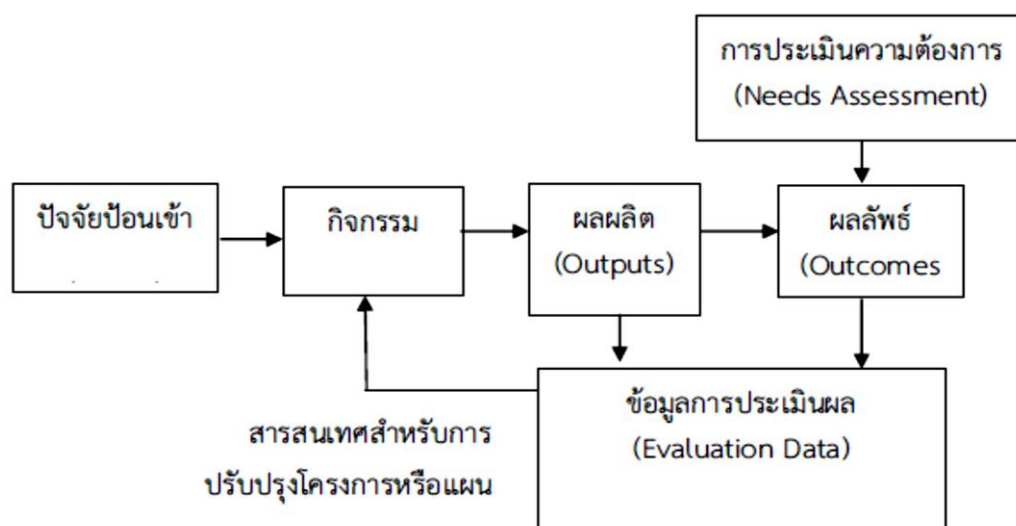 การประเมินความต้องการ
(Needs Assessment)
ปัจจัยป้อนเข้า
กิจกรรม
ผลผลิต
(Outputs)
ผลลัพธ์
(Outcomes
ข้อมูลการประเมินผล
(Evaluation Data)
สารสนเทศสำหรับการ
ปรับปรุงโครงการหรือแผน